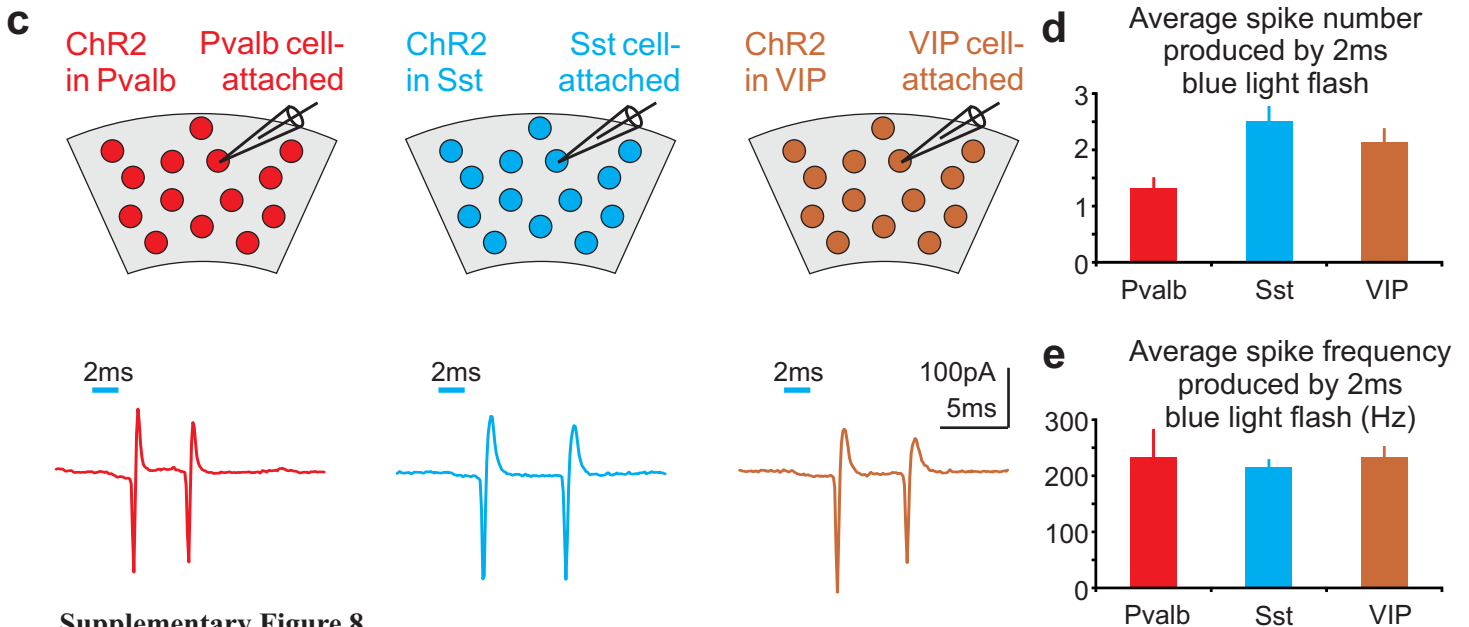 c
ChR2
in Pvalb
Pvalb cell-
attached
ChR2
in Sst
Sst cell-
attached
ChR2
in VIP
VIP cell-
attached
2ms
2ms
2ms
100pA
5ms
d
Average spike number
produced by 2ms
blue light flash
3
2
1
0
Pvalb
Sst
VIP
e
Average spike frequency
produced by 2ms
blue light flash (Hz)
300
200
100
0
Pvalb
Sst
VIP
Supplementary Figure 8